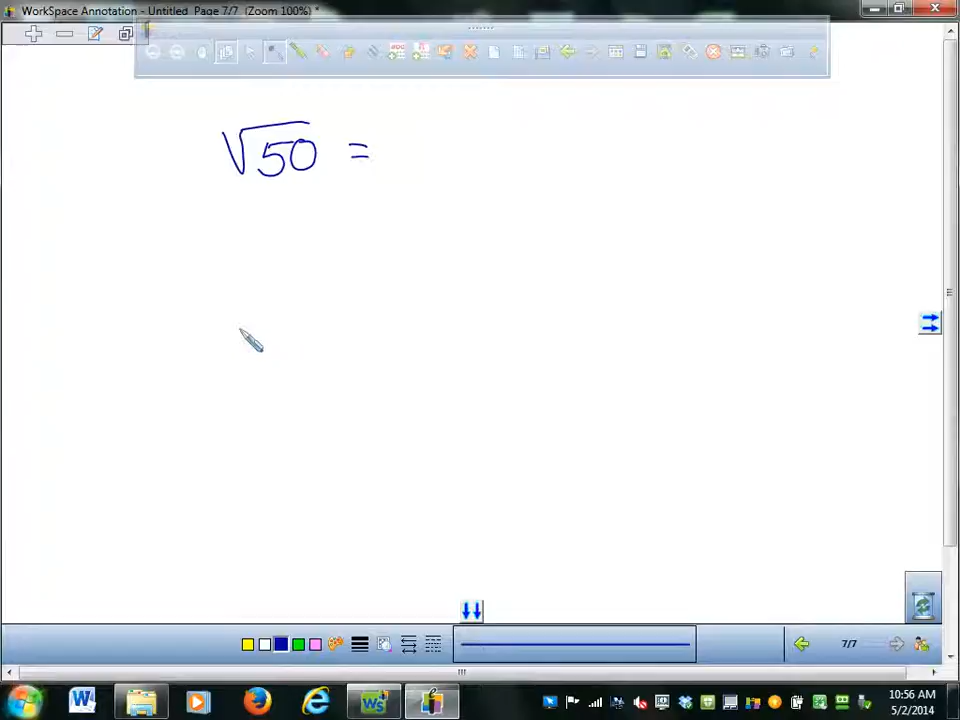 WorkSpace Annotation - Untitled Page 7/7 (Zoom 100%) *
√50 =
7/7
10:56 AM
5/2/2014